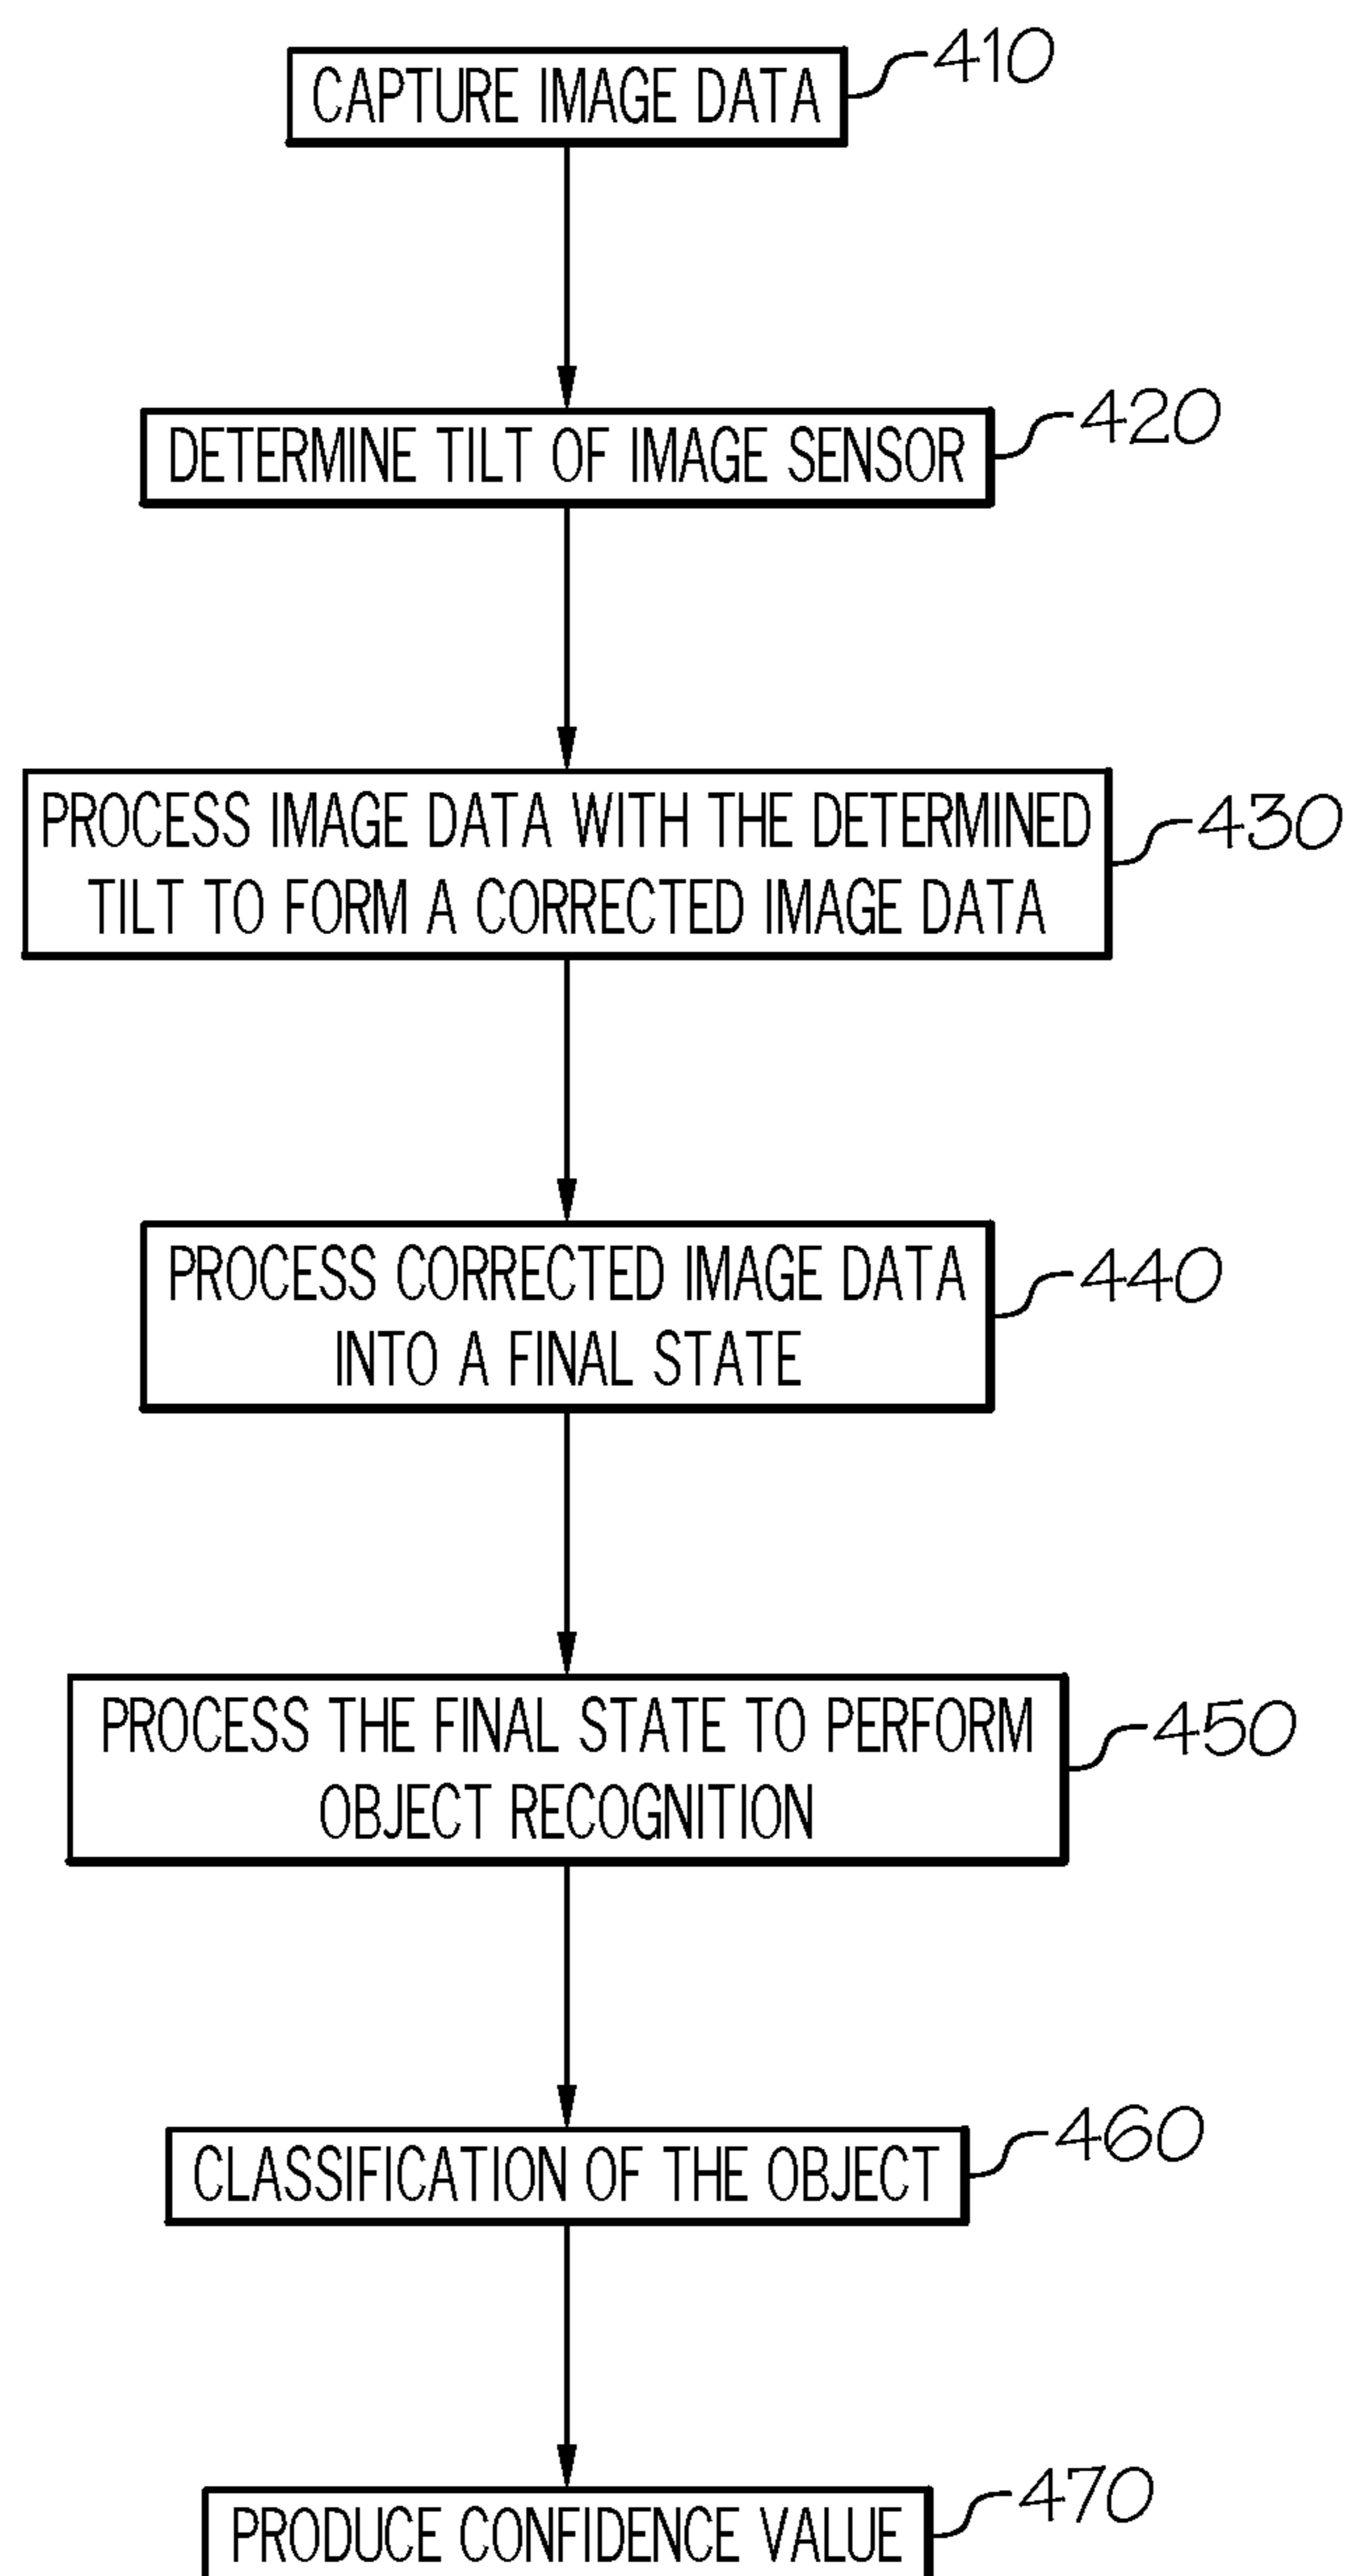 CAPTURE IMAGE DATA
410
DETERMINE TILT OF IMAGE SENSOR
420
PROCESS IMAGE DATA WITH THE DETERMINED
TILT TO FORM A CORRECTED IMAGE DATA
430
PROCESS CORRECTED IMAGE DATA
INTO A FINAL STATE
440
PROCESS THE FINAL STATE TO PERFORM
OBJECT RECOGNITION
450
CLASSIFICATION OF THE OBJECT
460
PRODUCE CONFIDENCE VALUE
470